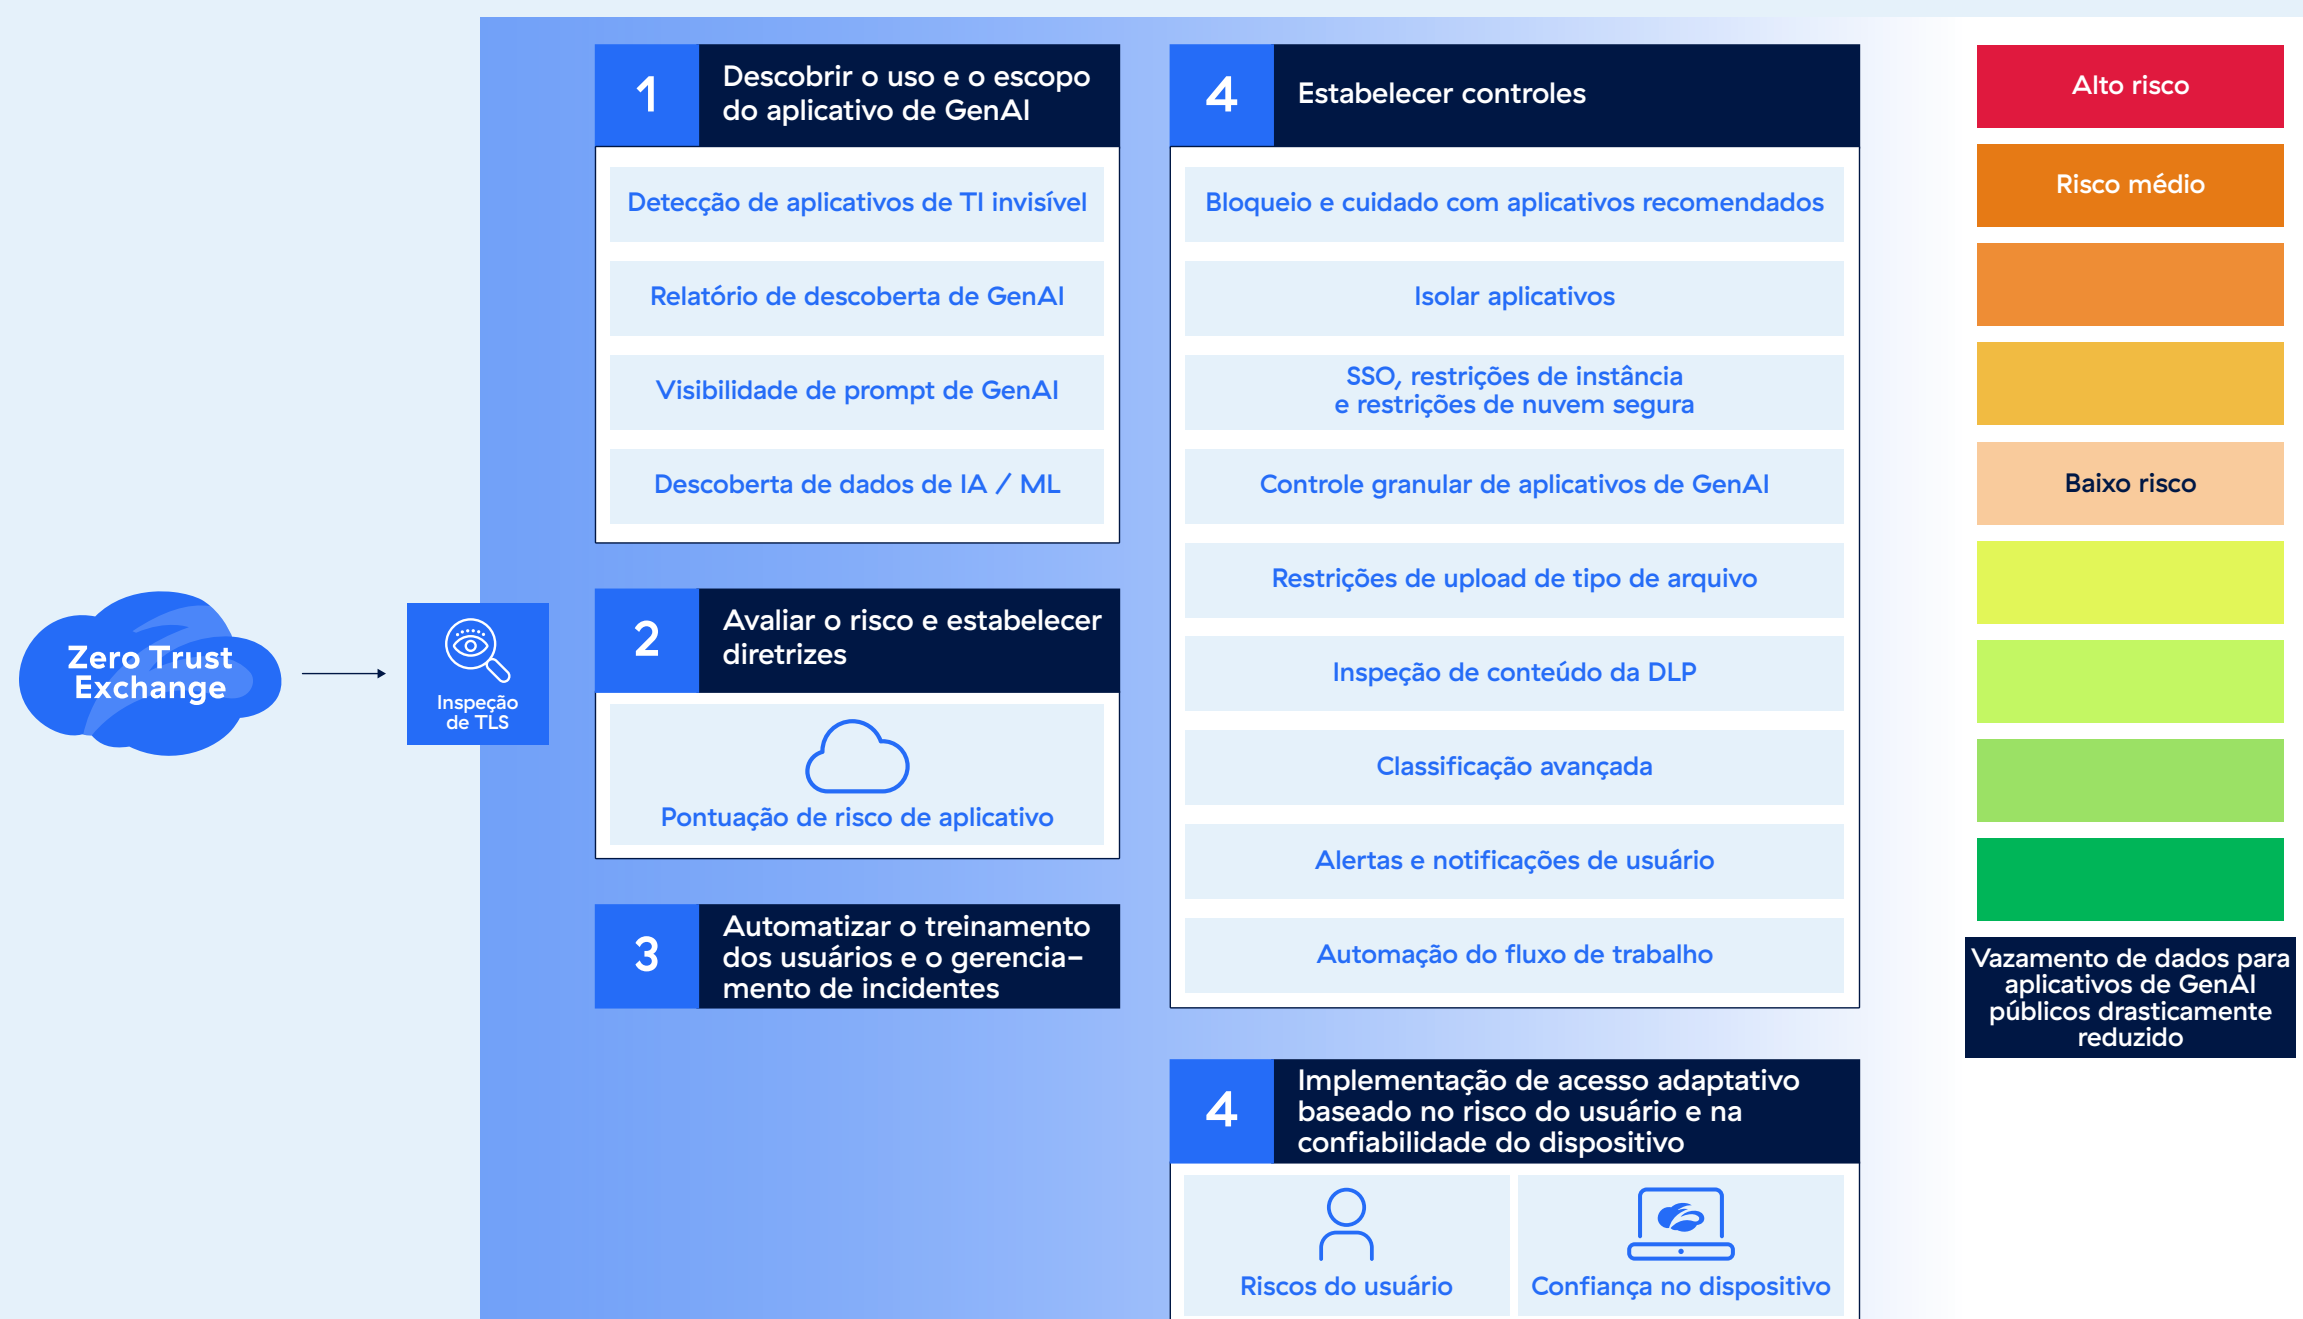 Zero Trust
Exchange
Inspeção
de TLS
1
Descobrir o uso e o escopo
do aplicativo de GenAI
Detecção de aplicativos de TI invisível
Relatório de descoberta de GenAI
Visibilidade de prompt de GenAI
Descoberta de dados de IA / ML
2
Avaliar o risco e estabelecer
diretrizes
Pontuação de risco de aplicativo
3
Automatizar o treinamento
dos usuários e o gerencia-
mento de incidentes
4
Estabelecer controles
Bloqueio e cuidado com aplicativos recomendados
Isolar aplicativos
SSO, restrições de instância
e restrições de nuvem segura
Controle granular de aplicativos de GenAI
Restrições de upload de tipo de arquivo
Inspeção de conteúdo da DLP
Classificação avançada
Alertas e notificações de usuário
Automação do fluxo de trabalho
4
Implementação de acesso adaptativo
baseado no risco do usuário e na
confiabilidade do dispositivo
Riscos do usuário
Confiança no dispositivo
Alto risco
Risco médio
Baixo risco
Vazamento de dados para
aplicativos de GenAI
públicos drasticamente
reduzido